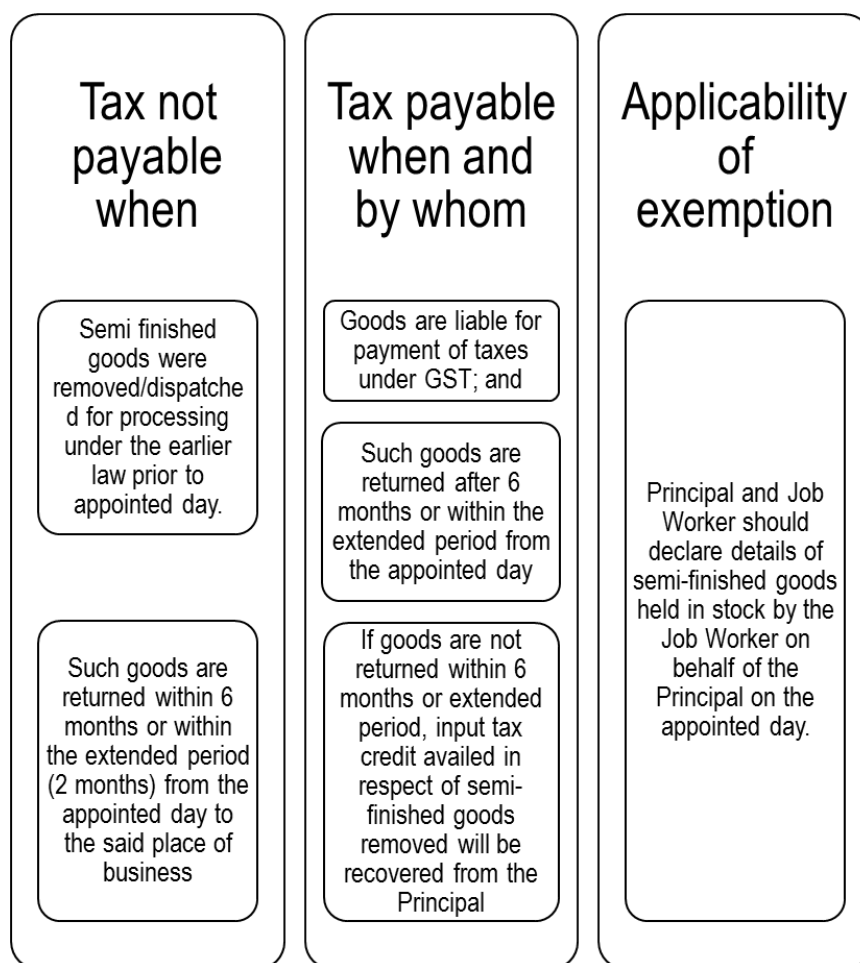 Tax not
payable
when
Semi finished
goods were
removed/dispatche
d for processing
under the earlier
law prior to
appointed day.
Such goods are
returned within 6
months or within
the extended period
(2 months) from the
appointed day to
the said place of
business
Tax payable
when and
by whom
Goods are liable for
payment of taxes
under GST; and
Such goods are
returned after 6
months or within the
extended period from
the appointed day
If goods are not
returned within 6
months or extended
period, input tax
credit availed in
respect of semi-
finished goods
removed will be
recovered from the
Principal
Applicability
of
exemption
Principal and Job
Worker should
declare details of
semi-finished goods
held in stock by the
Job Worker on
behalf of the
Principal on the
appointed day.